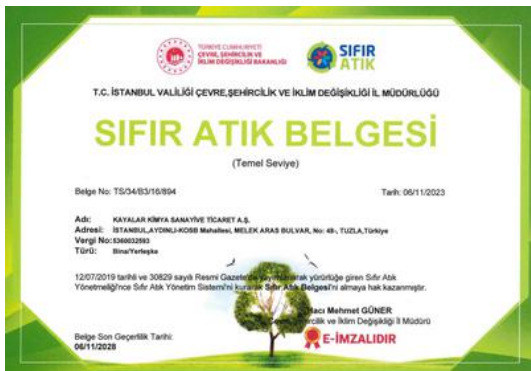 TÜRKİYE CUMHURİYETİ
ÇEVRE, ŞEHİRCİLİK VE
İKLİM DEĞİŞİKLİĞİ BAKANLIĞI
SIFIR
ATIK
T.C. İSTANBUL VALİLİĞİ ÇEVRE,ŞEHİRCİLİK VE İKLİM DEĞİŞİKLİĞİ İL MÜDÜRLÜĞÜ
SIFIR ATIK BELGESİ
(Temel Seviye)
Belge No: TS/34/B3/16/894
Tarih: 06/11/2023
Adı: KAYALAR KİMYA SANAYİVE TİCARET A.Ş.
Adresi: İSTANBUL,AYDINLI-KOSB Mahallesi, MELEK ARAS BULVAR, No: 48-, TUZLA,Türkiye
Vergi No:5360032593
Türü: Bina/Yerleşke
12/07/2019 tarihli ve 30829 sayılı Resmi Gazete'de yayımlanarak yürürlüğe giren Sıfır Atık
Yönetmeliği'nce Sıfır Atık Yönetim Sistemi'ni kurarak Sıfır Atık Belgesi'ni almaya hak kazanmıştır.
Hacı Mehmet GÜNER
Şehircilik ve İklim Değişikliği İl Müdürü
Belge Son Geçerlilik Tarihi:
06/11/2028
E-İMZALIDIR